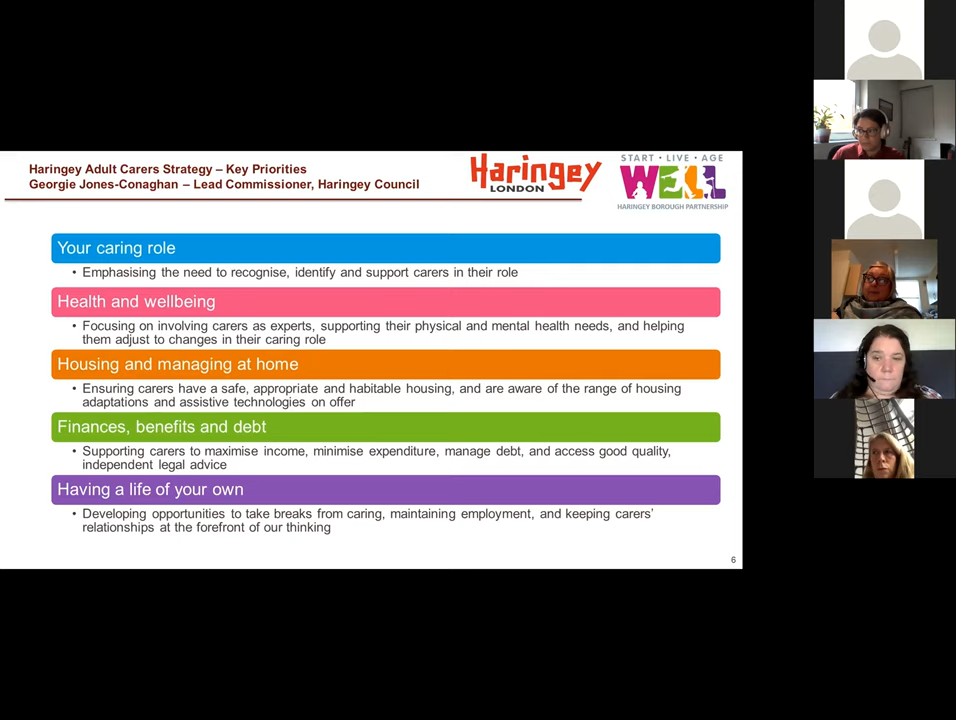 Haringey Adult Carers Strategy – Key Priorities
Georgie Jones-Conaghan – Lead Commissioner, Haringey Council
Haringey
LONDON
START • LIVE • AGE
WELL
HARINGEY BOROUGH PARTNERSHIP
Your caring role
• Emphasising the need to recognise, identify and support carers in their role
Health and wellbeing
• Focusing on involving carers as experts, supporting their physical and mental health needs, and helping
them adjust to changes in their caring role
Housing and managing at home
• Ensuring carers have a safe, appropriate and habitable housing, and are aware of the range of housing
adaptations and assistive technologies on offer
Finances, benefits and debt
• Supporting carers to maximise income, minimise expenditure, manage debt, and access good quality,
independent legal advice
Having a life of your own
• Developing opportunities to take breaks from caring, maintaining employment, and keeping carers'
relationships at the forefront of our thinking
6